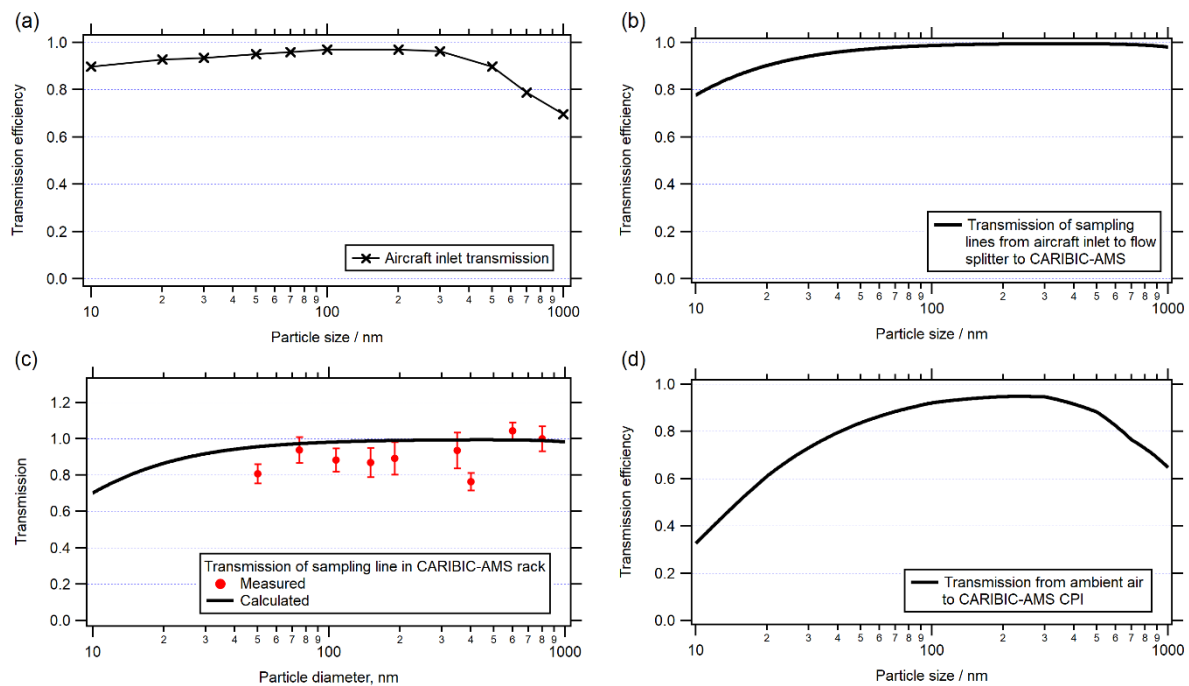 (a)
1.0
0.8
0.6
0.4
0.2
0.0
Transmission efficiency
Aircraft inlet transmission
10 2 3 4 5 6 7 8 9 100 2 3 4 5 6 7 8 9 1000
Particle size / nm
(b)
1.0
0.8
0.6
0.4
0.2
0.0
Transmission efficiency
Transmission of sampling
lines from aircraft inlet to flow
splitter to CARIBIC-AMS
10 2 3 4 5 6 7 8 9 100 2 3 4 5 6 7 8 9 1000
Particle size / nm
(c)
1.2
1.0
0.8
0.6
0.4
0.2
0.0
Transmission
Transmission of sampling line in CARIBIC-AMS rack
Measured
Calculated
10 2 3 4 5 6 7 8 9 100 2 3 4 5 6 7 8 9 1000
Particle diameter, nm
(d)
1.0
0.8
0.6
0.4
0.2
0.0
Transmission efficiency
Transmission from ambient air
to CARIBIC-AMS CPI
10 2 3 4 5 6 7 8 9 100 2 3 4 5 6 7 8 9 1000
Particle size / nm